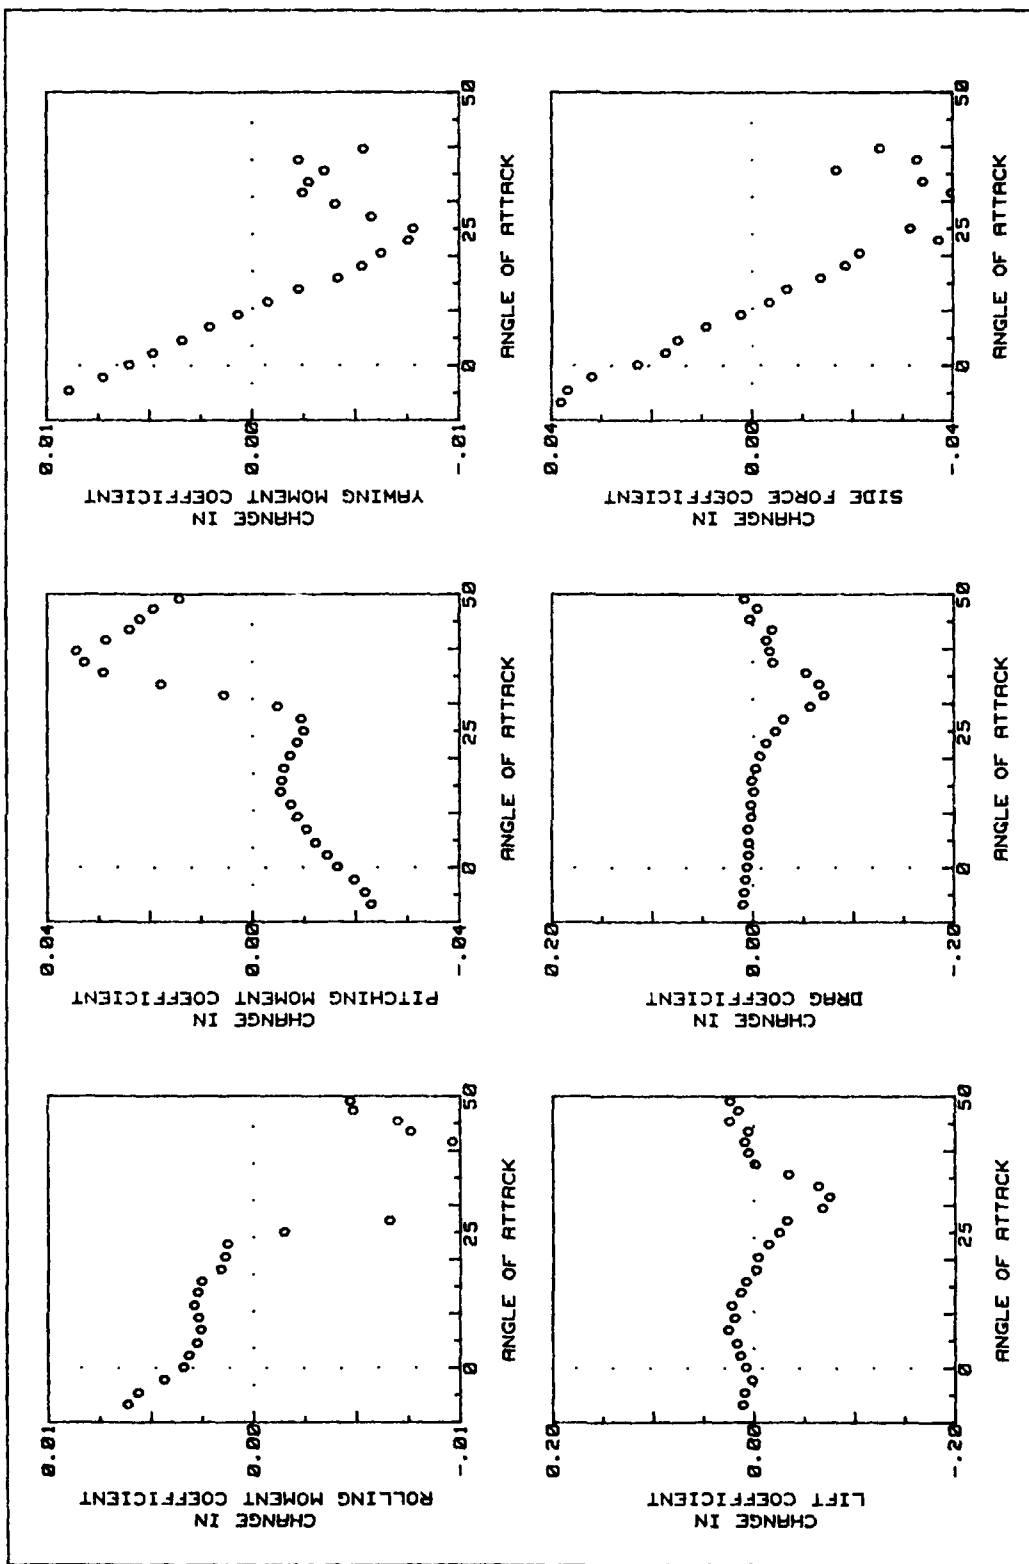 0.01
0.00
-.01
CHANGE IN
ROLLING MOMENT COEFFICIENT
0
25
50
ANGLE OF ATTACK
0.04
0.00
-.04
CHANGE IN
PITCHING MOMENT COEFFICIENT
0
25
50
ANGLE OF ATTACK
0.01
0.00
-.01
CHANGE IN
YAWING MOMENT COEFFICIENT
0
25
50
ANGLE OF ATTACK
0.20
0.00
-.20
CHANGE IN
LIFT COEFFICIENT
0
25
50
ANGLE OF ATTACK
0.20
0.00
-.20
CHANGE IN
DRAG COEFFICIENT
0
25
50
ANGLE OF ATTACK
0.04
0.00
-.04
CHANGE IN
SIDE FORCE COEFFICIENT
0
25
50
ANGLE OF ATTACK